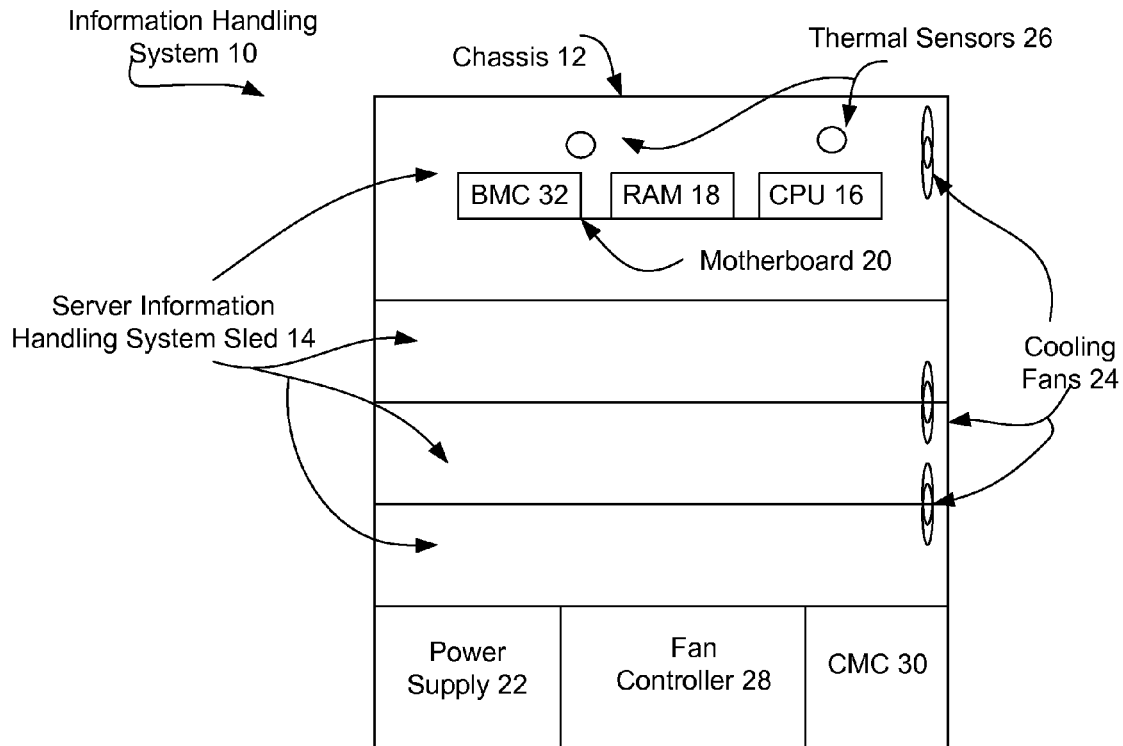 Information Handling
System 10
Chassis 12
Thermal Sensors 26
BMC 32
RAM 18
CPU 16
Motherboard 20
Server Information
Handling System Sled 14
Cooling
Fans 24
Power
Supply 22
Fan
Controller 28
CMC 30